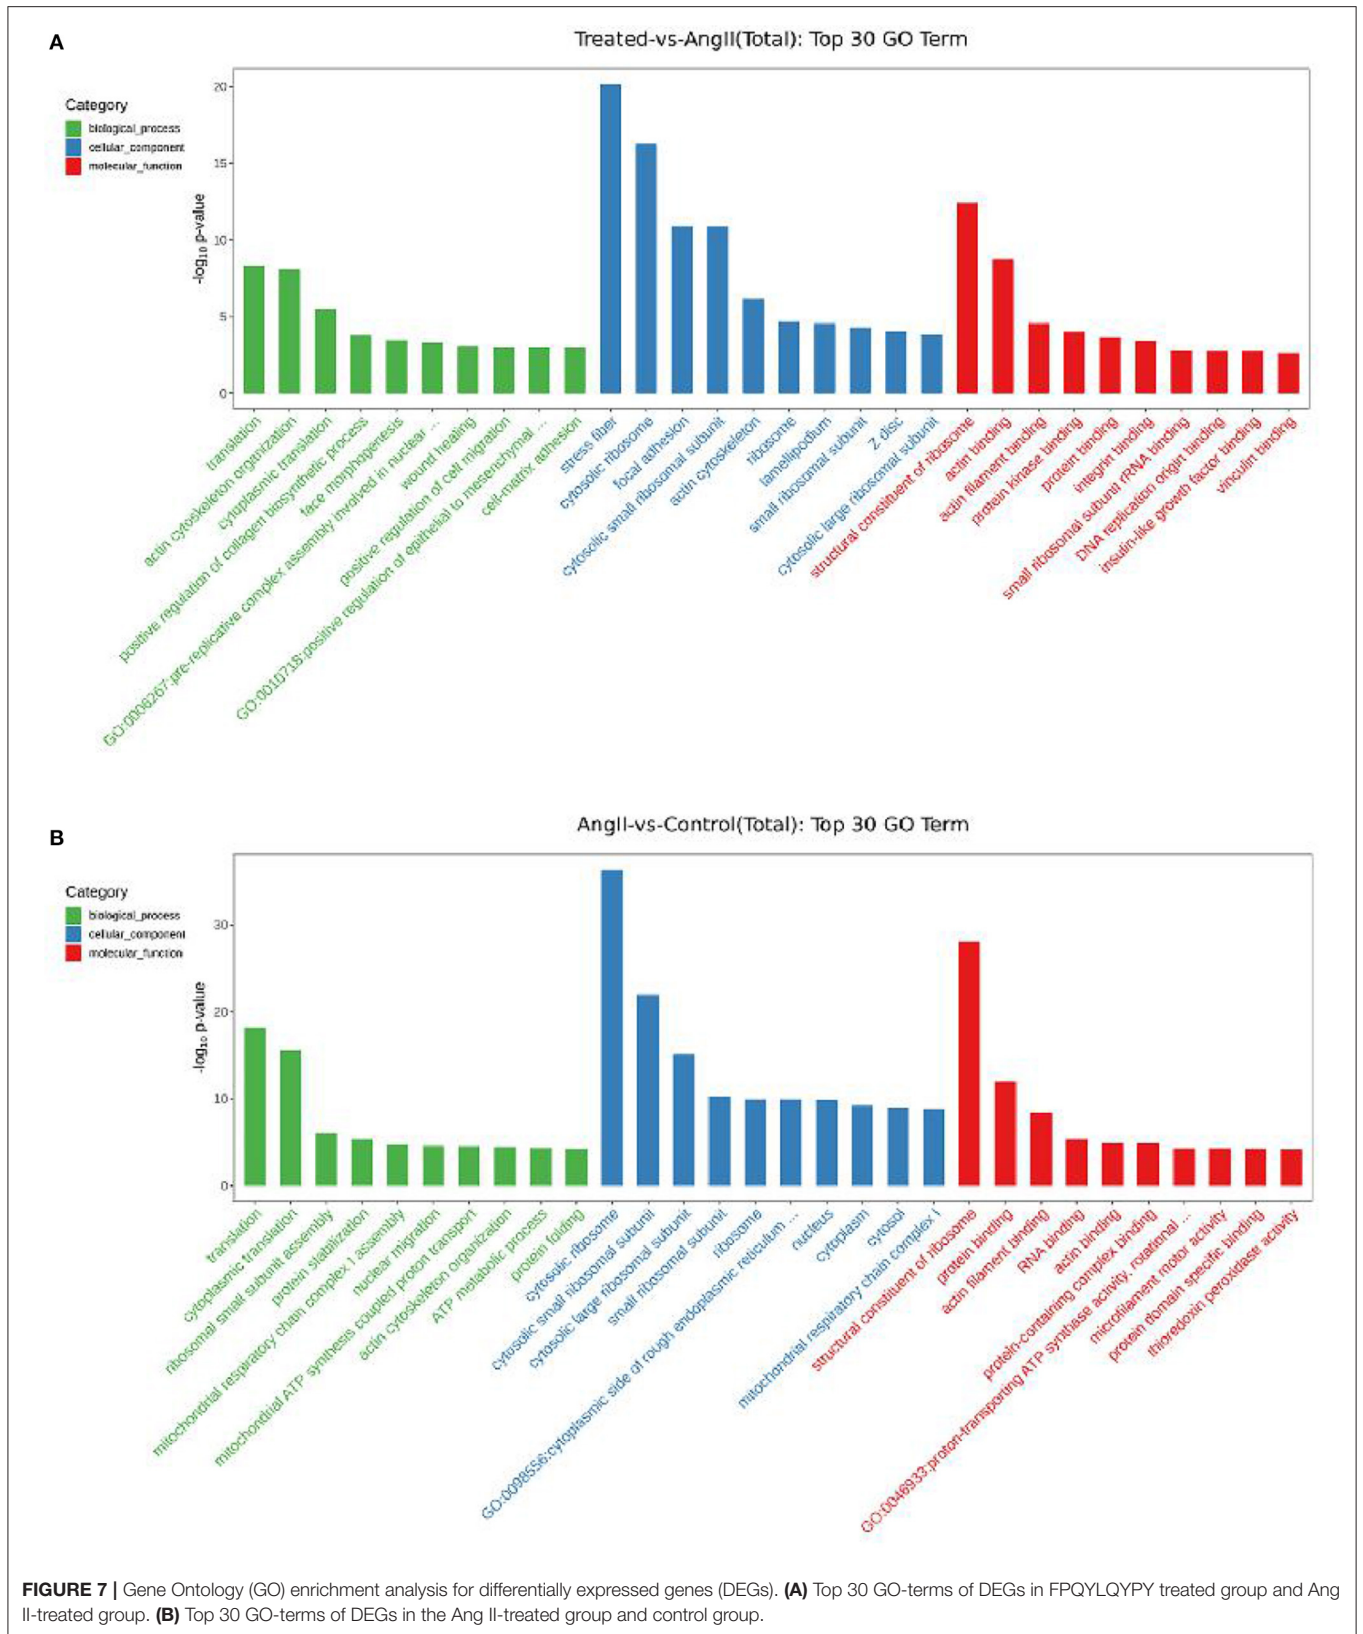 A
Treated-vs-AngII(Total): Top 30 GO Term
Category
biological_process
cellular_component
molecular_function
-log10 p-value
20
15
10
5
0
translation
actin cytoskeleton organization
cytoplasmic translation
positive regulation of collagen biosynthetic process
face morphogenesis
GO:0006267:pre-replicative complex assembly involved in nuclear ...
wound healing
positive regulation of cell migration
GO:0010718:positive regulation of epithelial to mesenchymal ...
cell-matrix adhesion
stress fiber
cytosolic ribosome
focal adhesion
cytosolic small ribosomal subunit
actin cytoskeleton
ribosome
lamellipodium
small ribosomal subunit
Z disc
cytosolic large ribosomal subunit
structural constituent of ribosome
actin binding
actin filament binding
protein kinase binding
protein binding
integrin binding
small ribosomal subunit rRNA binding
DNA replication origin binding
insulin-like growth factor binding
vinculin binding
B
AngII-vs-Control(Total): Top 30 GO Term
Category
biological_process
cellular_component
molecular_function
-log10 p-value
30
20
10
0
translation
cytoplasmic translation
ribosomal small subunit assembly
protein stabilization
mitochondrial respiratory chain complex I assembly
nuclear migration
mitochondrial ATP synthesis coupled proton transport
actin cytoskeleton organization
ATP metabolic process
protein folding
cytosolic ribosome
cytosolic small ribosomal subunit
cytosolic large ribosomal subunit
small ribosomal subunit
ribosome
GO:0098556:cytoplasmic side of rough endoplasmic reticulum ...
nucleus
cytoplasm
cytosol
mitochondrial respiratory chain complex I
structural constituent of ribosome
protein binding
actin filament binding
RNA binding
actin binding
protein-containing complex binding
GO:0046933:proton-transporting ATP synthase activity, rotational ...
microfilament motor activity
protein domain specific binding
thioredoxin peroxidase activity
FIGURE 7 | Gene Ontology (GO) enrichment analysis for differentially expressed genes (DEGs). (A) Top 30 GO-terms of DEGs in FPQYLQYPY treated group and Ang
II-treated group. (B) Top 30 GO-terms of DEGs in the Ang II-treated group and control group.